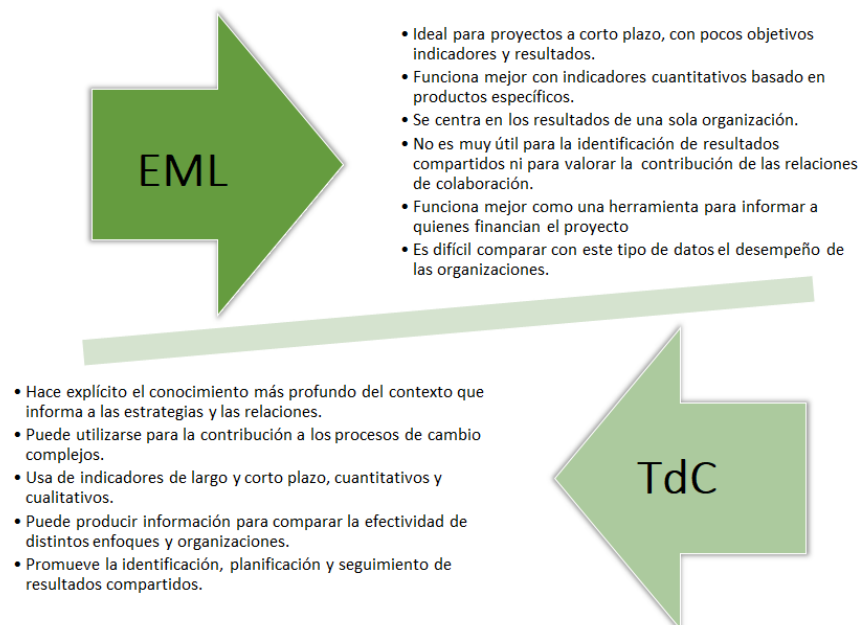 EML
• Ideal para proyectos a corto plazo, con pocos objetivos
indicadores y resultados.
• Funciona mejor con indicadores cuantitativos basado en
productos específicos.
• Se centra en los resultados de una sola organización.
• No es muy útil para la identificación de resultados
compartidos ni para valorar la contribución de las relaciones
de colaboración.
• Funciona mejor como una herramienta para informar a
quienes financian el proyecto
• Es difícil comparar con este tipo de datos el desempeño de
las organizaciones.
• Hace explícito el conocimiento más profundo del contexto que
informa a las estrategias y las relaciones.
• Puede utilizarse para la contribución a los procesos de cambio
complejos.
• Usa de indicadores de largo y corto plazo, cuantitativos y
cualitativos.
• Puede producir información para comparar la efectividad de
distintos enfoques y organizaciones.
• Promueve la identificación, planificación y seguimiento de
resultados compartidos.
TdC